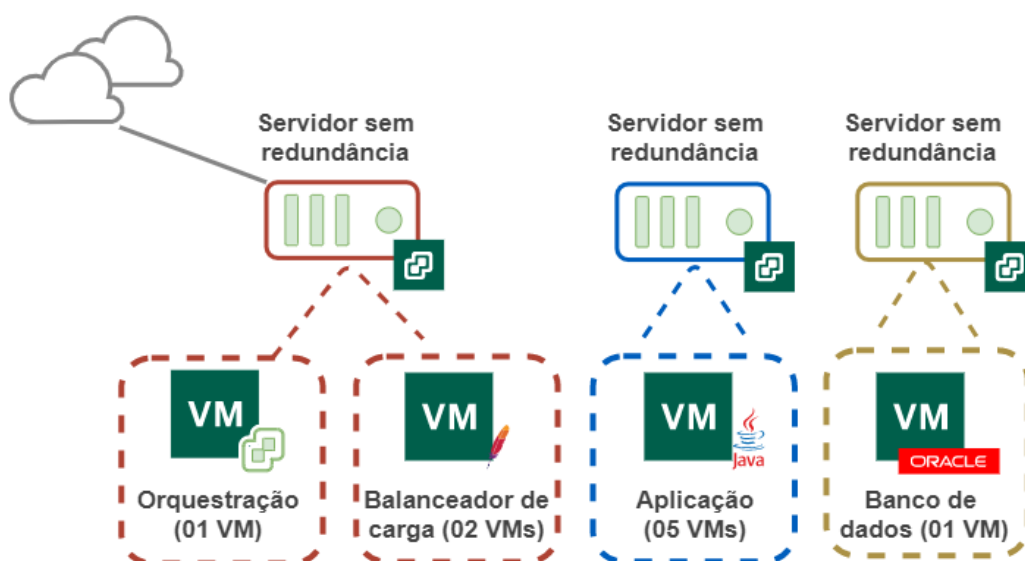 Servidor sem
redundância
Servidor sem
redundância
Servidor sem
redundância
VM
Orquestração
(01 VM)
VM
Balanceador de
carga (02 VMs)
VM
Java
Aplicação
(05 VMs)
VM
ORACLE
Banco de
dados (01 VM)